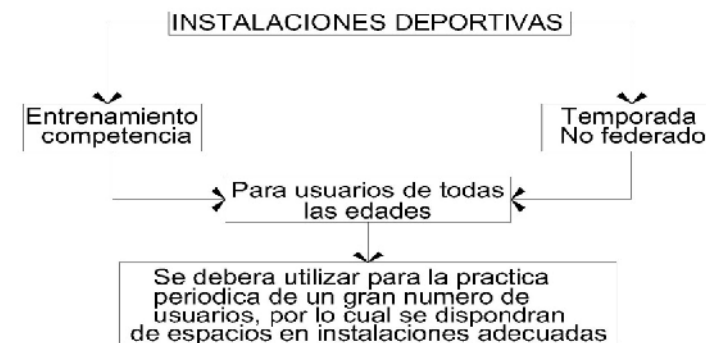 INSTALACIONES DEPORTIVAS
Entrenamiento
competencia
Temporada
No federado
Para usuarios de todas
las edades
Se debera utilizar para la practica
periodica de un gran numero de
usuarios, por lo cual se dispondran
de espacios en instalaciones adecuadas